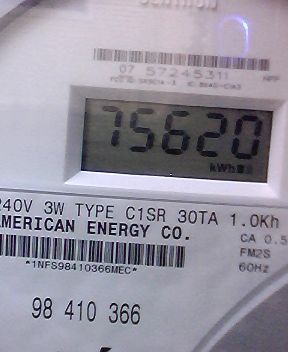 CENTRON
07 57245311
75620
kWh
240V 3W TYPE C1SR 30TA 1.0Kh
AMERICAN ENERGY CO.
CA 0.5
FM2S
60Hz
*1NFS98410366MEC*
98 410 366